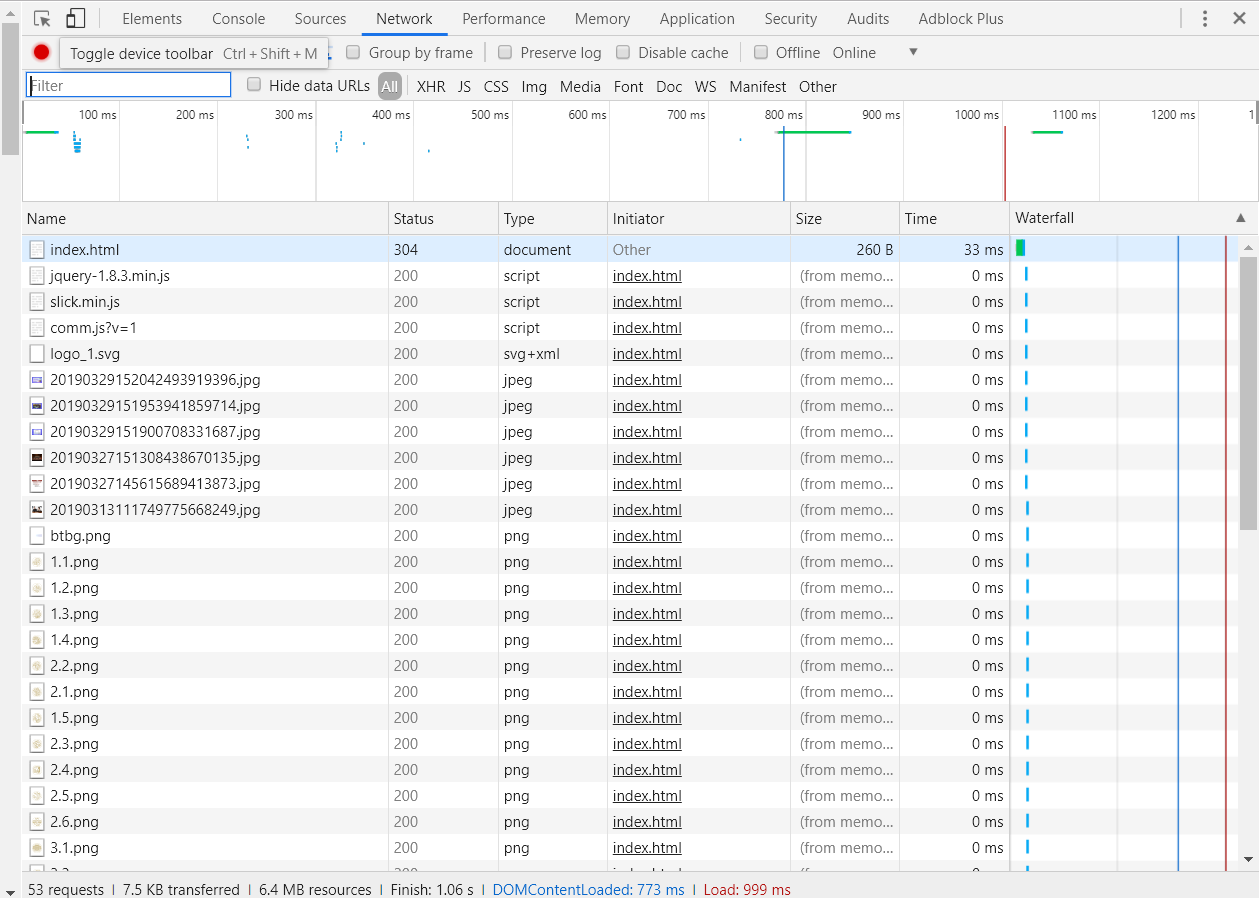 Elements Console Sources Network Performance Memory Application Security Audits Adblock Plus
Toggle device toolbar Ctrl + Shift + M Group by frame Preserve log Disable cache Offline Online
Filter Hide data URLs All XHR JS CSS Img Media Font Doc WS Manifest Other
100 ms 200 ms 300 ms 400 ms 500 ms 600 ms 700 ms 800 ms 900 ms 1000 ms 1100 ms 1200 ms 1
Name Status Type Initiator Size Time Waterfall
index.html 304 document Other 260 B 33 ms
jquery-1.8.3.min.js 200 script index.html (from memo... 0 ms
slick.min.js 200 script index.html (from memo... 0 ms
comm.js?v=1 200 script index.html (from memo... 0 ms
logo_1.svg 200 svg+xml index.html (from memo... 0 ms
20190329152042493919396.jpg 200 jpeg index.html (from memo... 0 ms
20190329151953941859714.jpg 200 jpeg index.html (from memo... 0 ms
20190329151900708331687.jpg 200 jpeg index.html (from memo... 0 ms
20190327151308438670135.jpg 200 jpeg index.html (from memo... 0 ms
20190327145615689413873.jpg 200 jpeg index.html (from memo... 0 ms
20190313111749775668249.jpg 200 jpeg index.html (from memo... 0 ms
btbg.png 200 png index.html (from memo... 0 ms
1.1.png 200 png index.html (from memo... 0 ms
1.2.png 200 png index.html (from memo... 0 ms
1.3.png 200 png index.html (from memo... 0 ms
1.4.png 200 png index.html (from memo... 0 ms
2.2.png 200 png index.html (from memo... 0 ms
2.1.png 200 png index.html (from memo... 0 ms
1.5.png 200 png index.html (from memo... 0 ms
2.3.png 200 png index.html (from memo... 0 ms
2.4.png 200 png index.html (from memo... 0 ms
2.5.png 200 png index.html (from memo... 0 ms
2.6.png 200 png index.html (from memo... 0 ms
3.1.png 200 png index.html (from memo... 0 ms
53 requests | 7.5 KB transferred | 6.4 MB resources | Finish: 1.06 s | DOMContentLoaded: 773 ms | Load: 999 ms